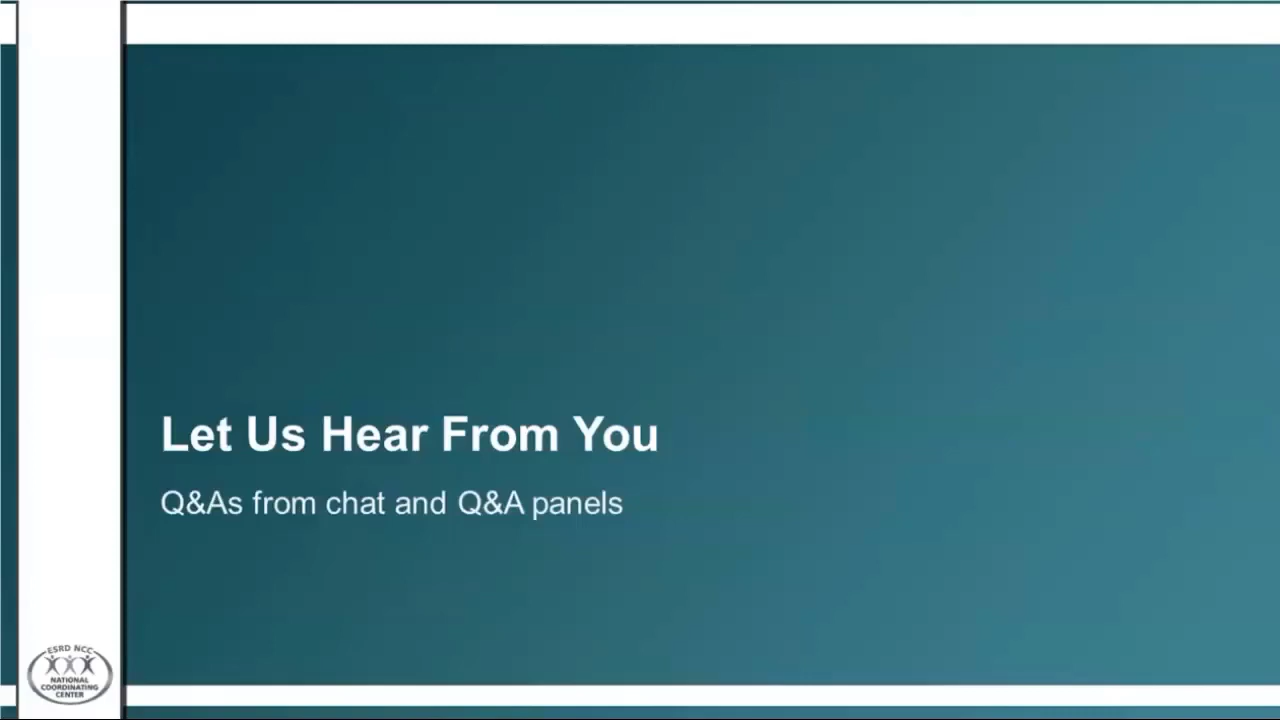 Let Us Hear From You
Q&As from chat and Q&A panels
ESRD NCC
NATIONAL
COORDINATING
CENTER